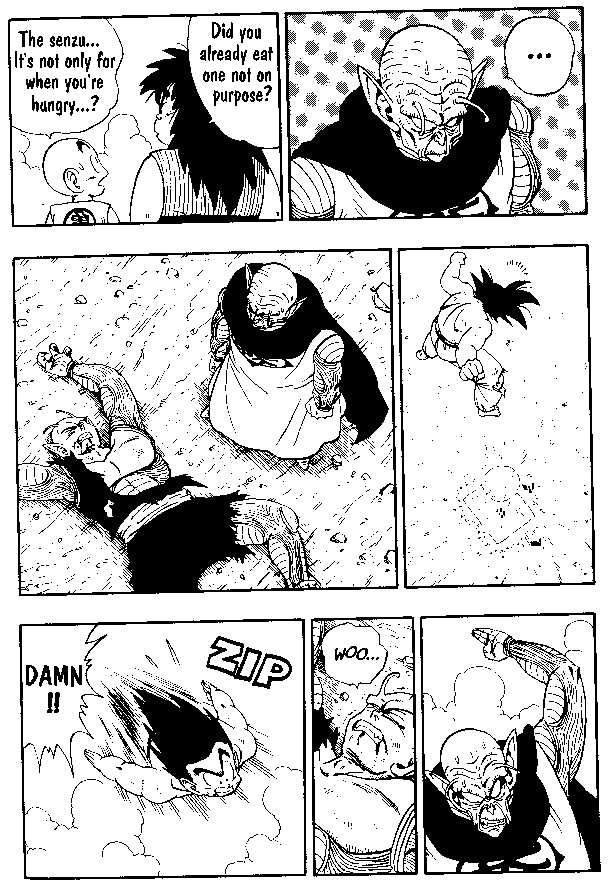 The senzu...
It's not only for
when you're
hungry...?
Did you
already eat
one not on
purpose?
...
DAMN
!!
ZIP
WOO...